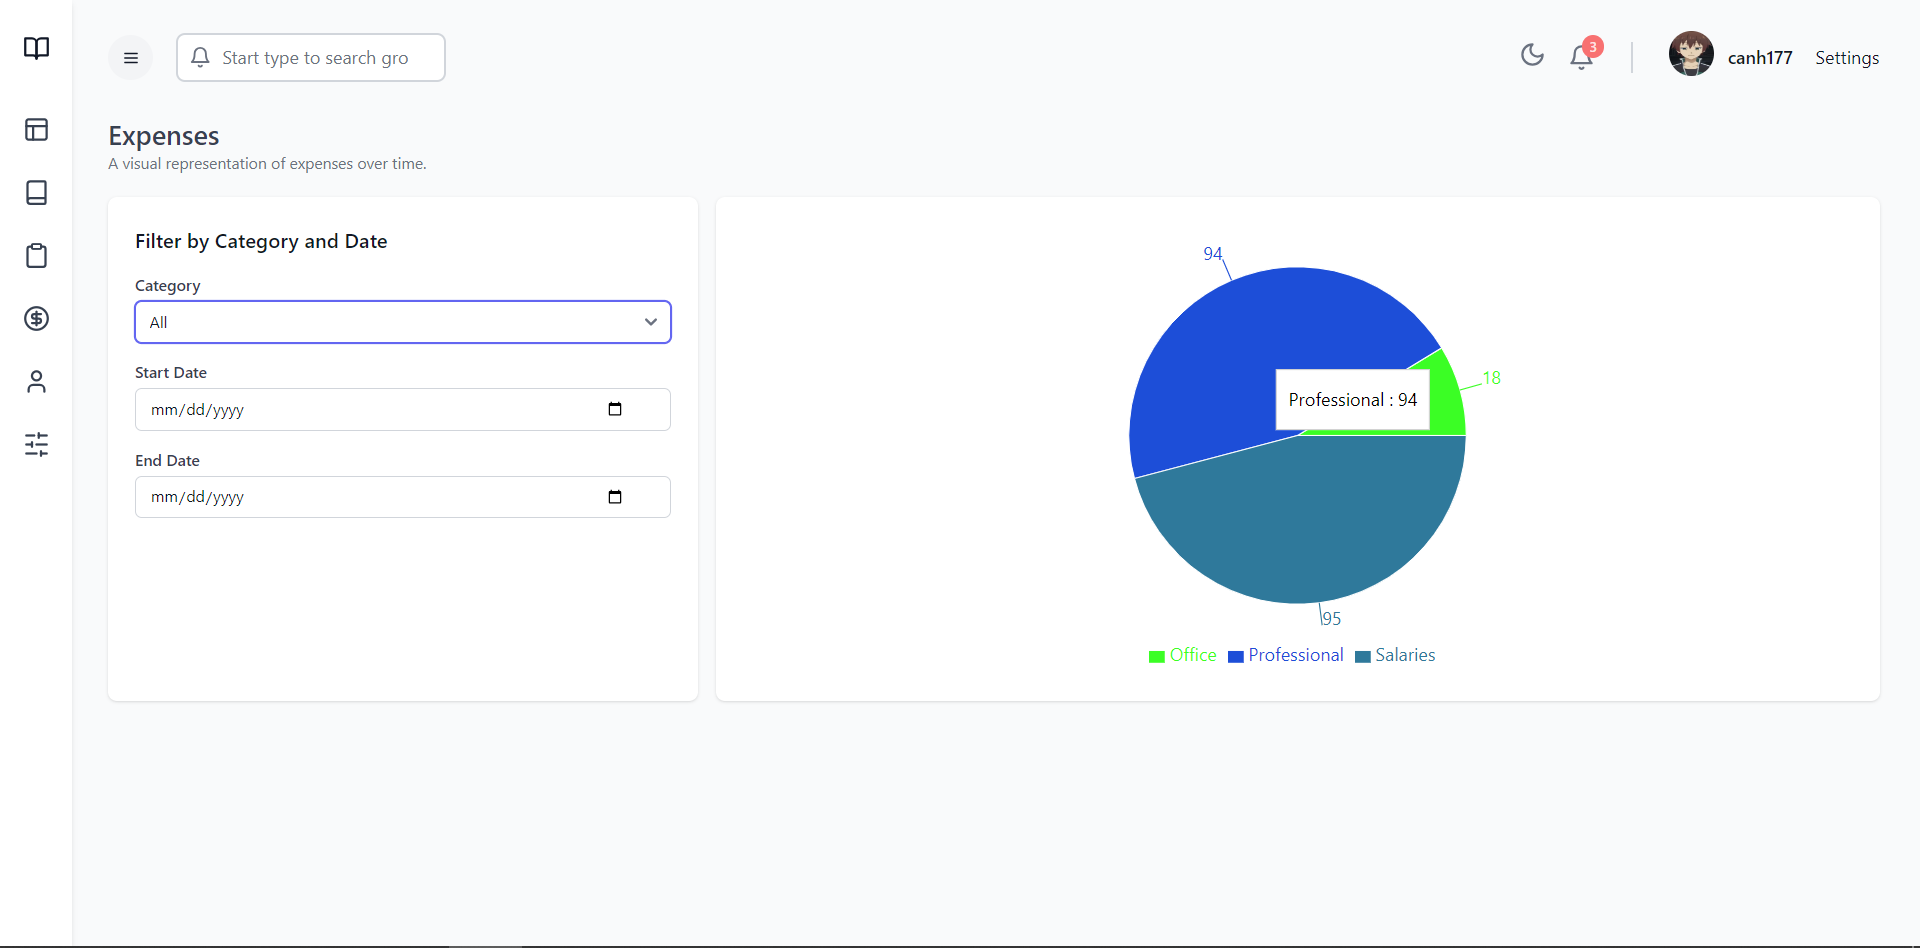 Start type to search gro
3
canh177
Settings
Expenses
A visual representation of expenses over time.
Filter by Category and Date
Category
All
Start Date
mm/dd/yyyy
End Date
mm/dd/yyyy
94
18
Professional : 94
95
Office
Professional
Salaries